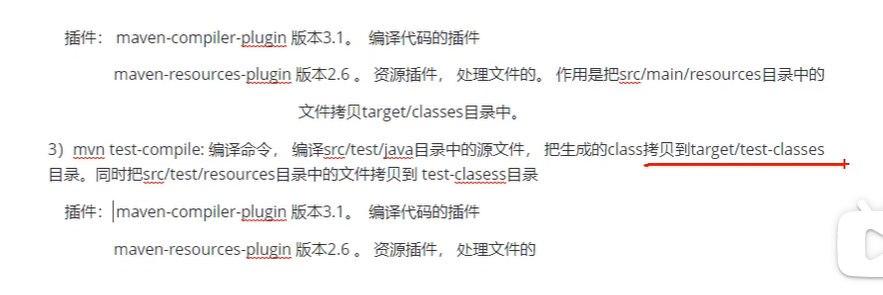 插件： maven-compiler-plugin 版本3.1。 编译代码的插件
maven-resources-plugin 版本2.6 。 资源插件， 处理文件的。 作用是把src/main/resources目录中的
文件拷贝target/classes目录中。
3）mvn test-compile: 编译命令， 编译src/test/java目录中的源文件， 把生成的class拷贝到target/test-classes
目录。同时把src/test/resources目录中的文件拷贝到 test-clasess目录
插件： maven-compiler-plugin 版本3.1。 编译代码的插件
maven-resources-plugin 版本2.6 。 资源插件， 处理文件的